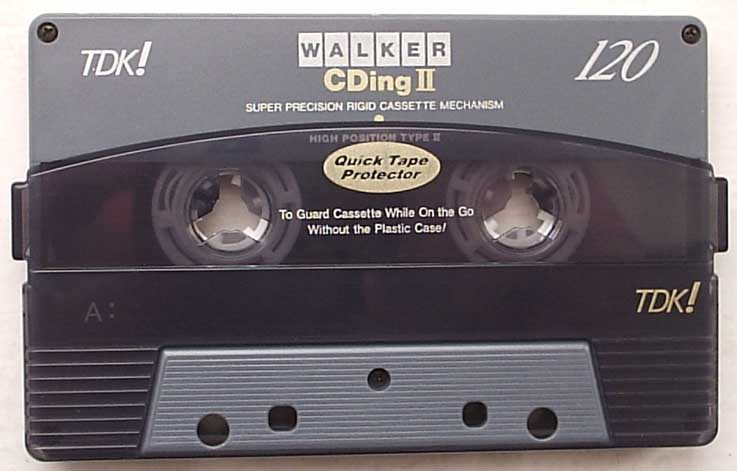 TDK!
WALKER
120
CDing II
SUPER PRECISION RIGID CASSETTE MECHANISM
HIGH POSITION TYPE II
Quick Tape
Protector
To Guard Cassette While On the Go
Without the Plastic Case!
A:
TDK!